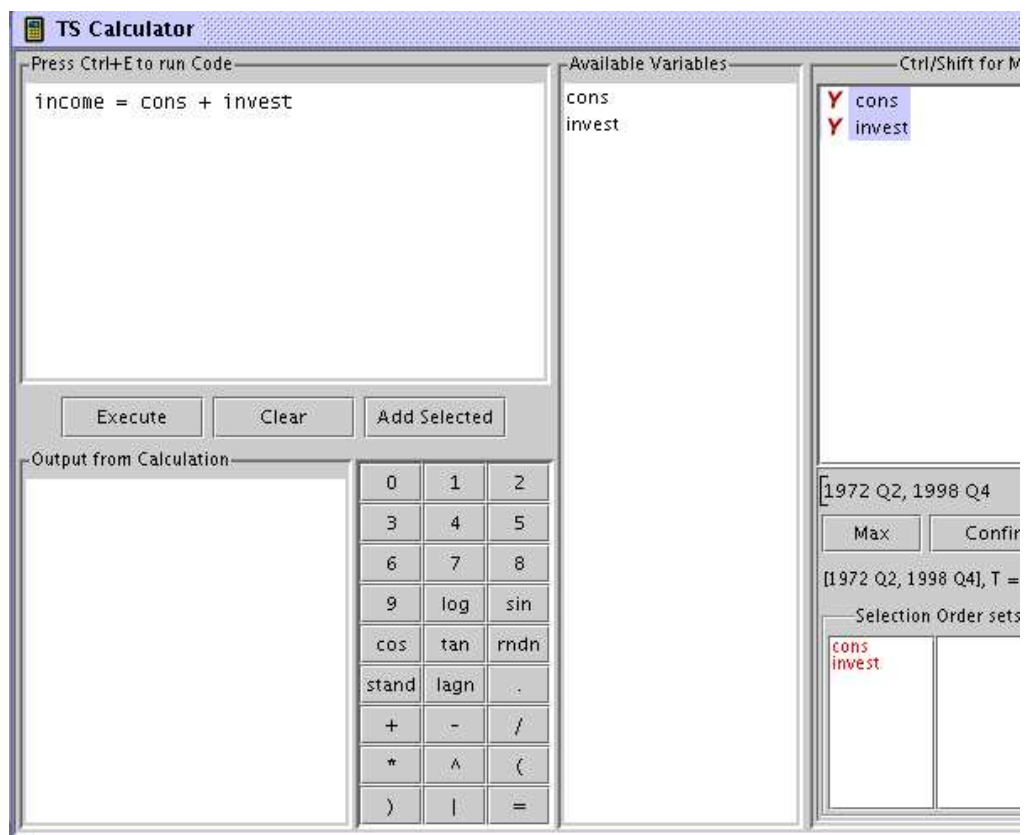 TS Calculator
Press Ctrl+E to run Code
income = cons + invest
Execute Clear Add Selected
Output from Calculation
0 1 2
3 4 5
6 7 8
9 log sin
cos tan rndn
stand lagn .
+ - /
* ^ (
) | =
Available Variables
cons
invest
Ctrl/Shift for M
Y cons
Y invest
[1972 Q2, 1998 Q4
Max Confir
[1972 Q2, 1998 Q4], T =
Selection Order sets
cons
invest